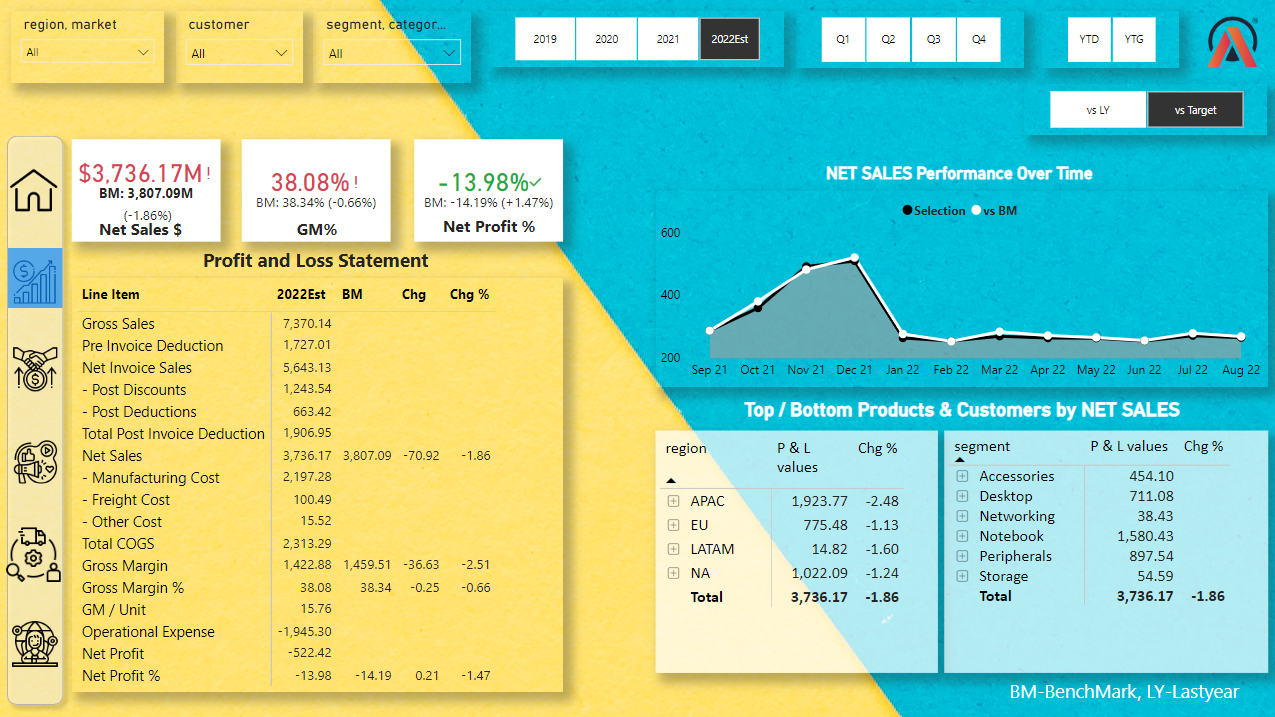 region, market
All
customer
All
segment, categor...
All
2019 2020 2021 2022Est
Q1 Q2 Q3 Q4
YTD YTG
vs LY vs Target
$3,736.17M !
BM: 3,807.09M
(-1.86%)
Net Sales $
38.08% !
BM: 38.34% (-0.66%)
GM%
-13.98%✓
BM: -14.19% (+1.47%)
Net Profit %
Profit and Loss Statement
Line Item 2022Est BM Chg Chg %
Gross Sales 7,370.14
Pre Invoice Deduction 1,727.01
Net Invoice Sales 5,643.13
- Post Discounts 1,243.54
- Post Deductions 663.42
Total Post Invoice Deduction 1,906.95
Net Sales 3,736.17 3,807.09 -70.92 -1.86
- Manufacturing Cost 2,197.28
- Freight Cost 100.49
- Other Cost 15.52
Total COGS 2,313.29
Gross Margin 1,422.88 1,459.51 -36.63 -2.51
Gross Margin % 38.08 38.34 -0.25 -0.66
GM / Unit 15.76
Operational Expense -1,945.30
Net Profit -522.42
Net Profit % -13.98 -14.19 0.21 -1.47
NET SALES Performance Over Time
Selection vs BM
600
400
200
Sep 21 Oct 21 Nov 21 Dec 21 Jan 22 Feb 22 Mar 22 Apr 22 May 22 Jun 22 Jul 22 Aug 22
Top / Bottom Products & Customers by NET SALES
region P & L values Chg %
APAC 1,923.77 -2.48
EU 775.48 -1.13
LATAM 14.82 -1.60
NA 1,022.09 -1.24
Total 3,736.17 -1.86
segment P & L values Chg %
Accessories 454.10
Desktop 711.08
Networking 38.43
Notebook 1,580.43
Peripherals 897.54
Storage 54.59
Total 3,736.17 -1.86
BM-BenchMark, LY-Lastyear